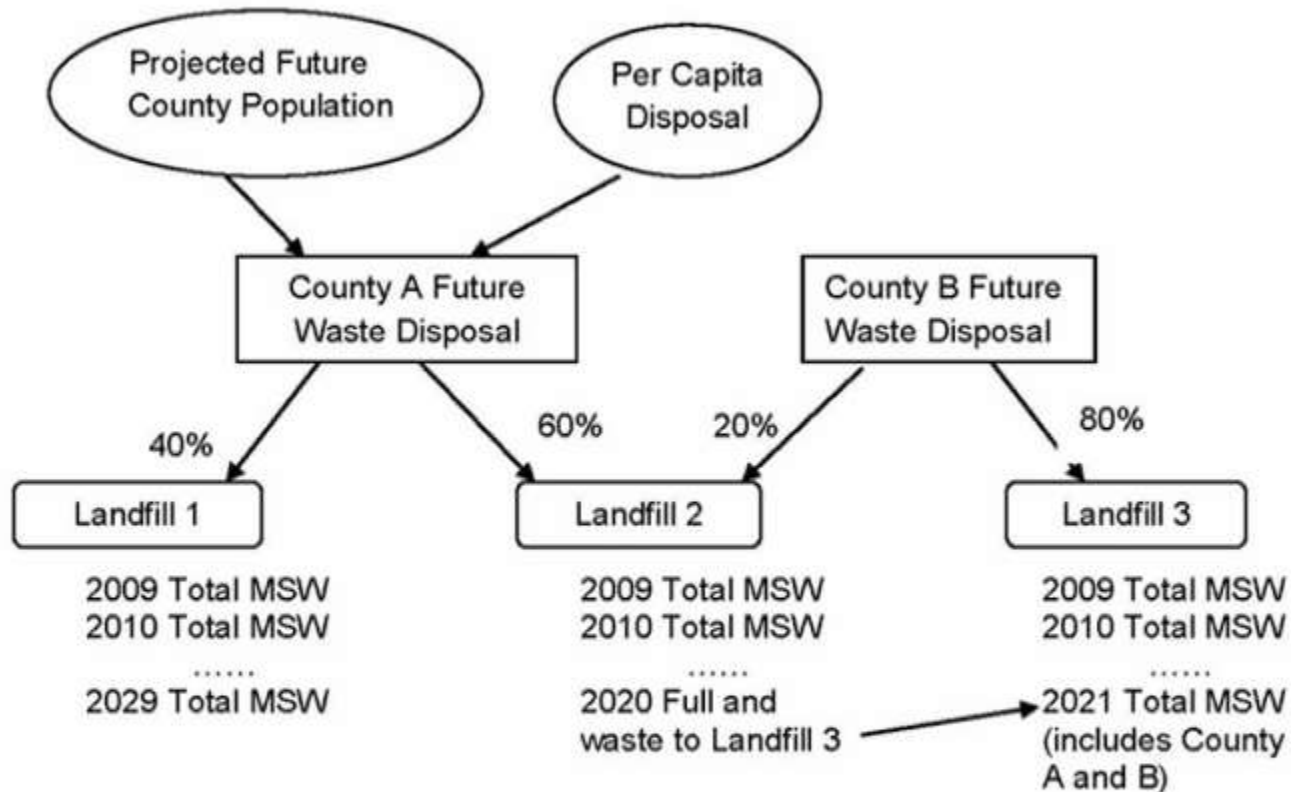 Projected Future
County Population
Per Capita
Disposal
County A Future
Waste Disposal
County B Future
Waste Disposal
40%
60%
20%
80%
Landfill 1
Landfill 2
Landfill 3
2009 Total MSW
2010 Total MSW
......
2029 Total MSW
2009 Total MSW
2010 Total MSW
......
2020 Full and
waste to Landfill 3
2009 Total MSW
2010 Total MSW
......
2021 Total MSW
(includes County
A and B)